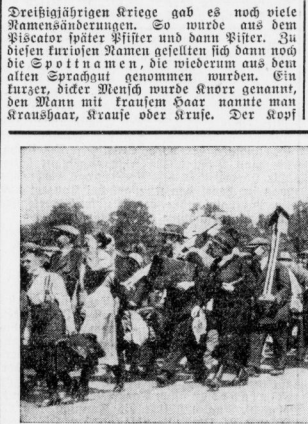 Dreißigjährigen Kriege gab es noch viele
Namensänderungen. So wurde aus dem
Piscator später Pfister und dann Pister. Zu
diesen kuriosen Namen gesellten sich dann noch
die Spottnamen, die wiederum aus dem
alten Sprachgut genommen wurden. Ein
kurzer, dicker Mensch wurde Knorr genannt,
den Mann mit krausem Haar nannte man
Kraushaar, Krause oder Kruse. Der Kopf